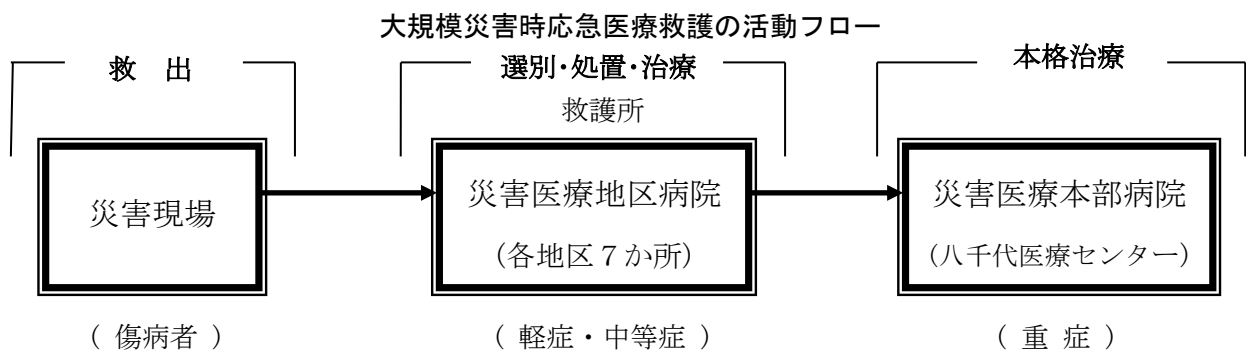 大規模災害時応急医療救護の活動フロー
救 出
選別・処置・治療
本格治療
救護所
災害現場
災害医療地区病院
(各地区7か所)
災害医療本部病院
(八千代医療センター)
( 傷病者 )
( 軽症・中等症 )
( 重 症 )